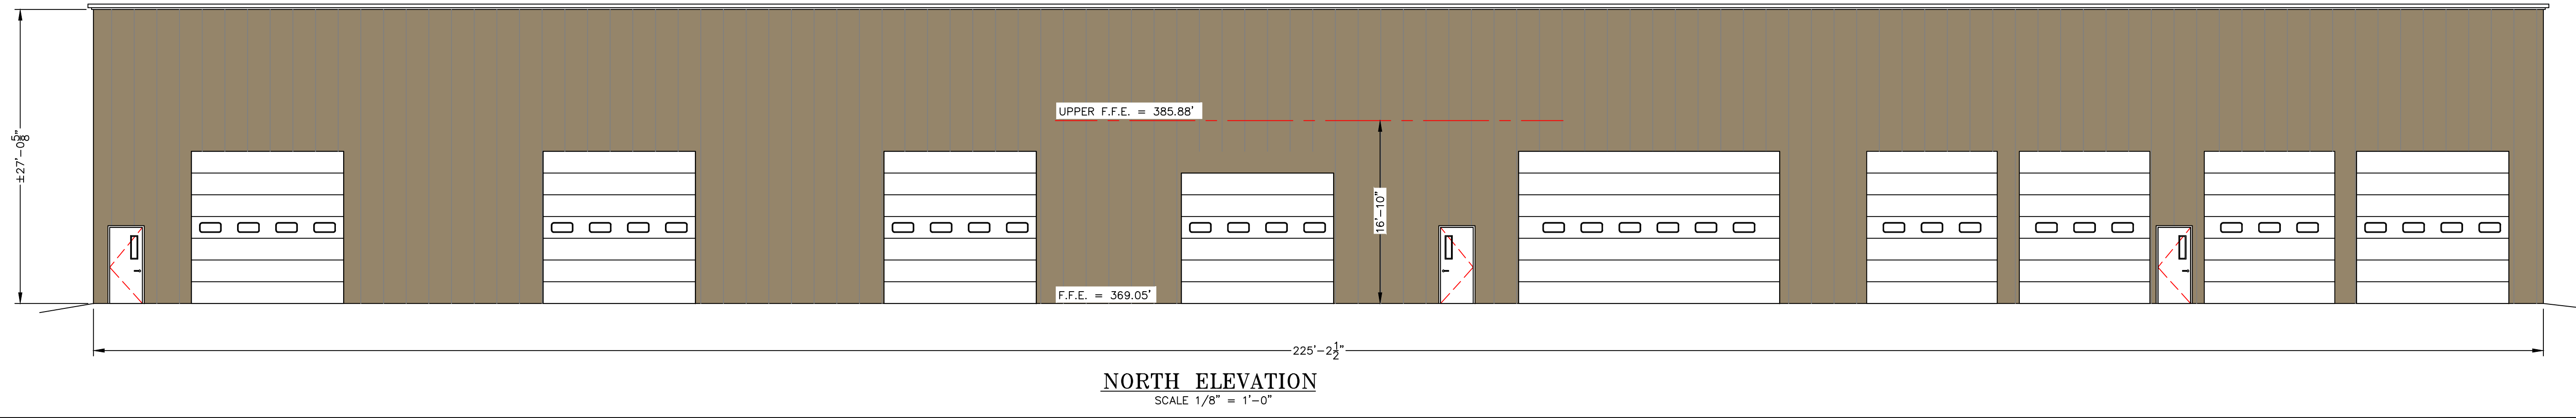 UPPER F.F.E. = 385.88'
±27'-0 5/8"
16'-10"
F.F.E. = 369.05'
225'-2 1/2"
NORTH ELEVATION
SCALE 1/8" = 1'-0"